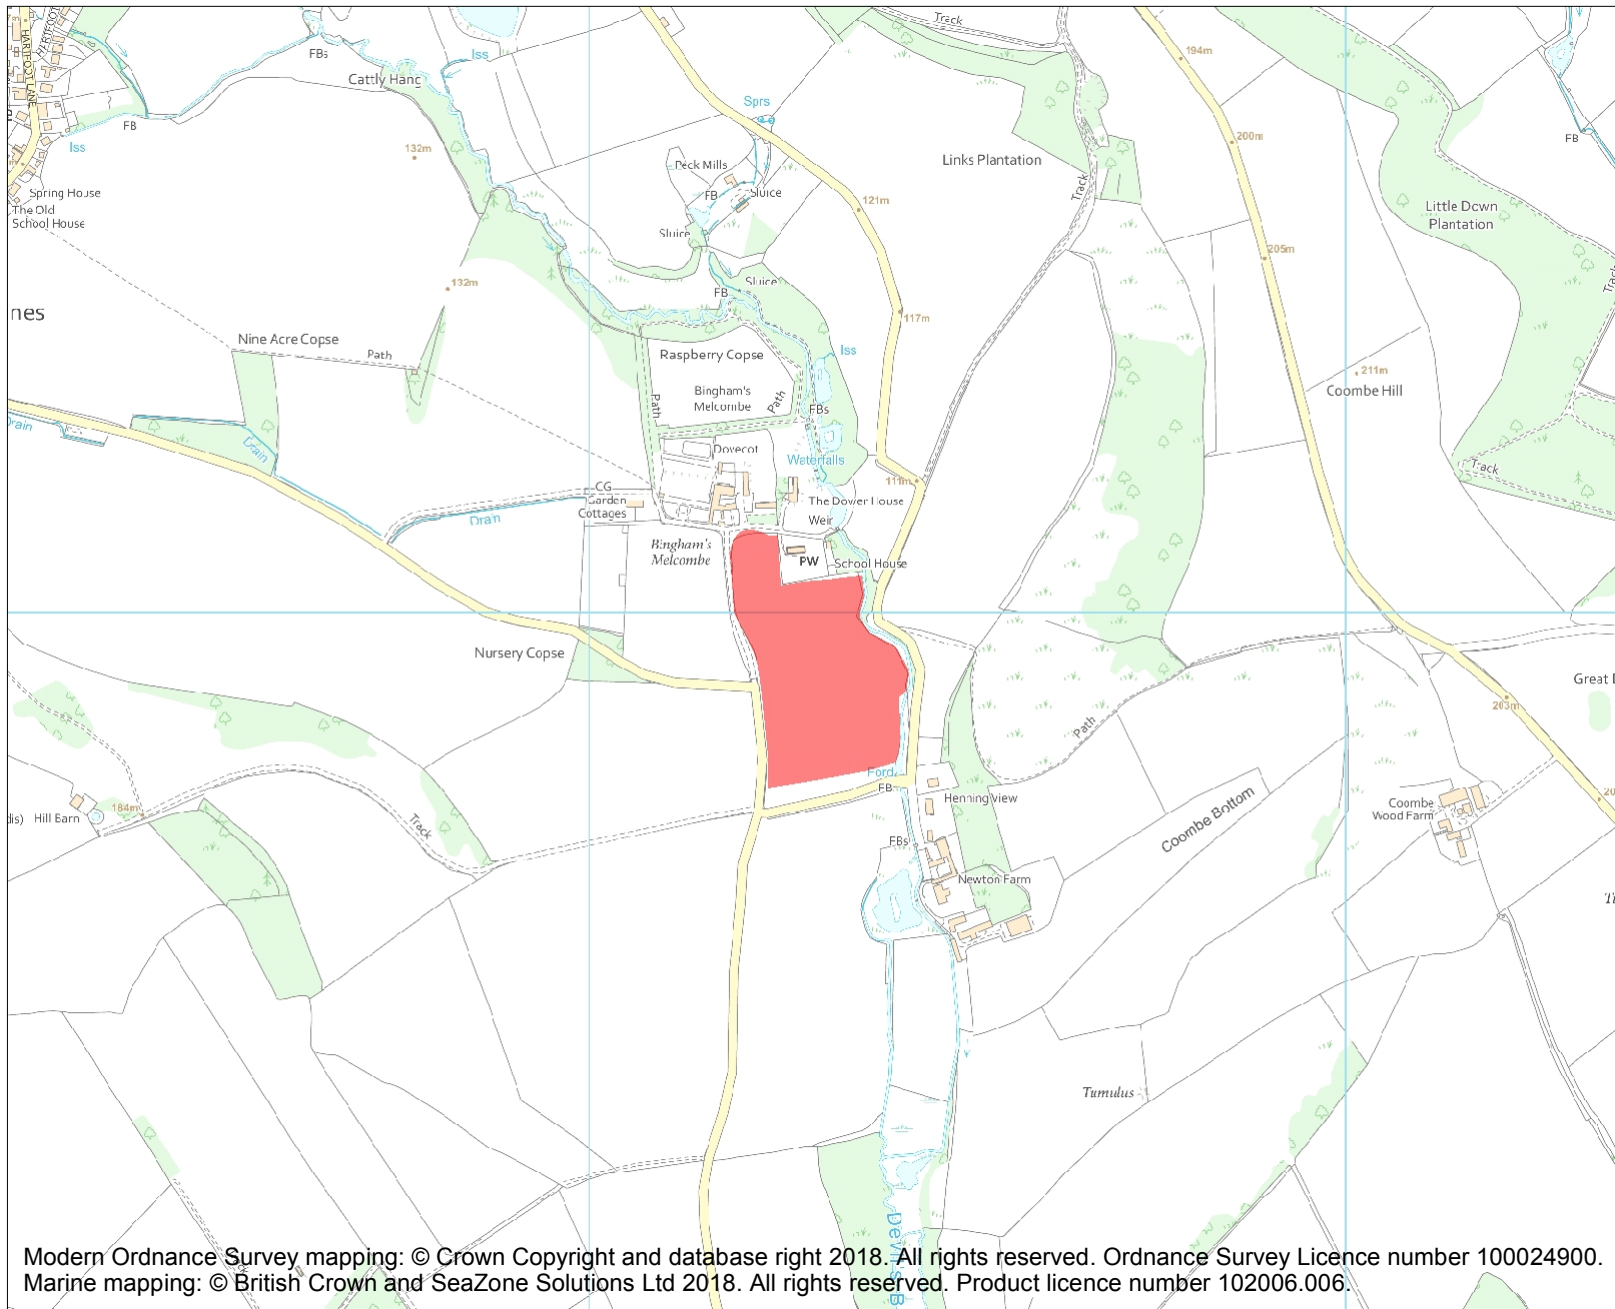 Track
194m
FBs
Iss
Cattly Hang
HARTFOOT LANE
Sprs
FB
Iss
132m
200m
FB
Links Plantation
Peck Mills
FB
Sluice
Track
Spring House
The Old
School House
121m
Little Down
Plantation
Sluice
205m
132m
Sluice
FB
Track
nes
117m
Nine Acre Copse
Path
Raspberry Copse
Iss
211m
Coombe Hill
Bingham's
Melcombe
Path
Path
FBs
Drain
Drain
Dovecot
Waterfalls
Track
111m
CG
Garden
Cottages
The Dower House
Drain
Weir
Bingham's
Melcombe
PW
School House
Nursery Copse
Great
203m
Path
Ford
FB
Henning View
184m
Hill Barn
Track
Coombe Bottom
Coombe
Wood Farm
FBs
Newton Farm
Tumulus
Modern Ordnance Survey mapping: © Crown Copyright and database right 2018. All rights reserved. Ordnance Survey Licence number 100024900.
Marine mapping: © British Crown and SeaZone Solutions Ltd 2018. All rights reserved. Product licence number 102006.006.